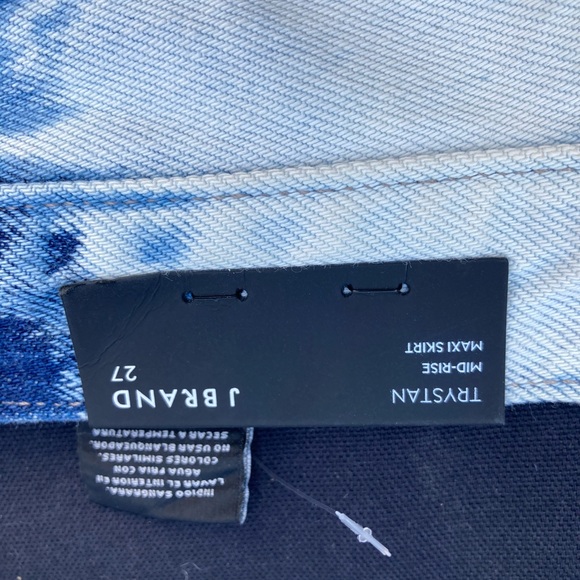 J BRAND
27
TRYSTAN
MID-RISE
MAXI SKIRT
INDIGO SANGRARA.
LAVAR EL INTERIOR EN
AGUA FRIA CON
COLORES SIMILARES.
NO USAR BLANQUEADOR.
SECAR A TEMPERATURA